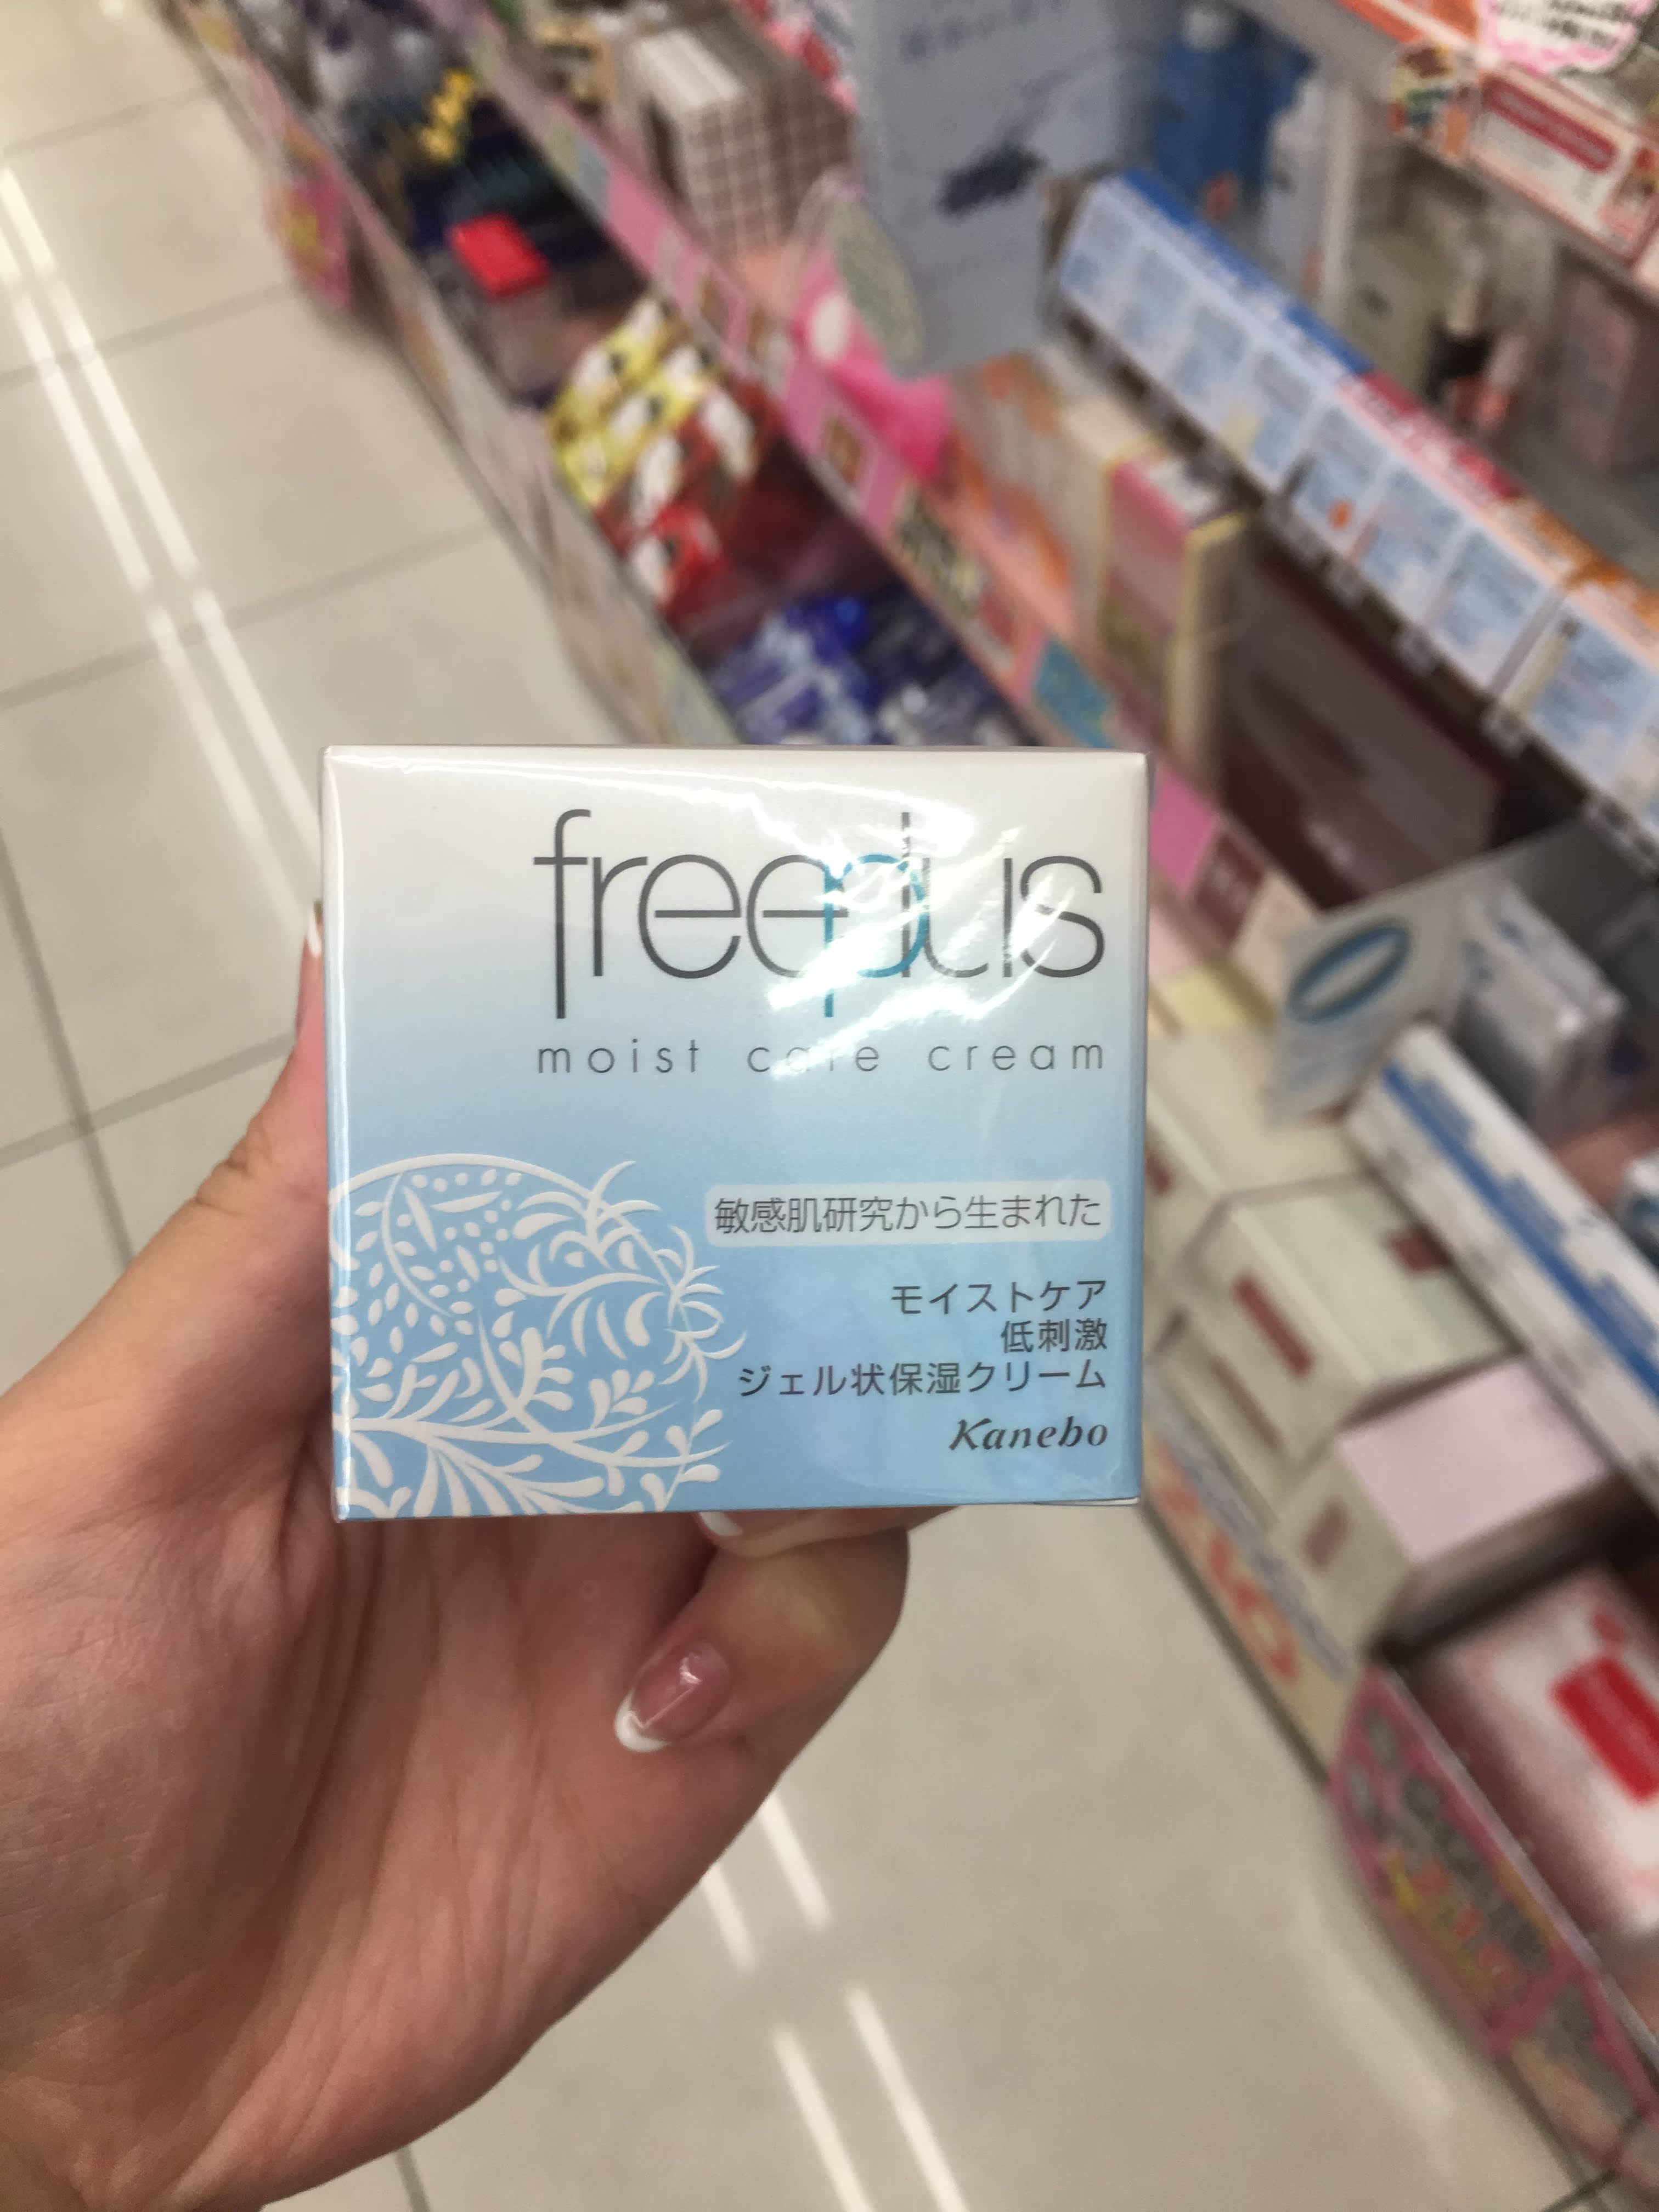 freeplus
moist care cream
敏感肌研究から生まれた
モイストケア
低刺激
ジェル状保湿クリーム
Kanebo